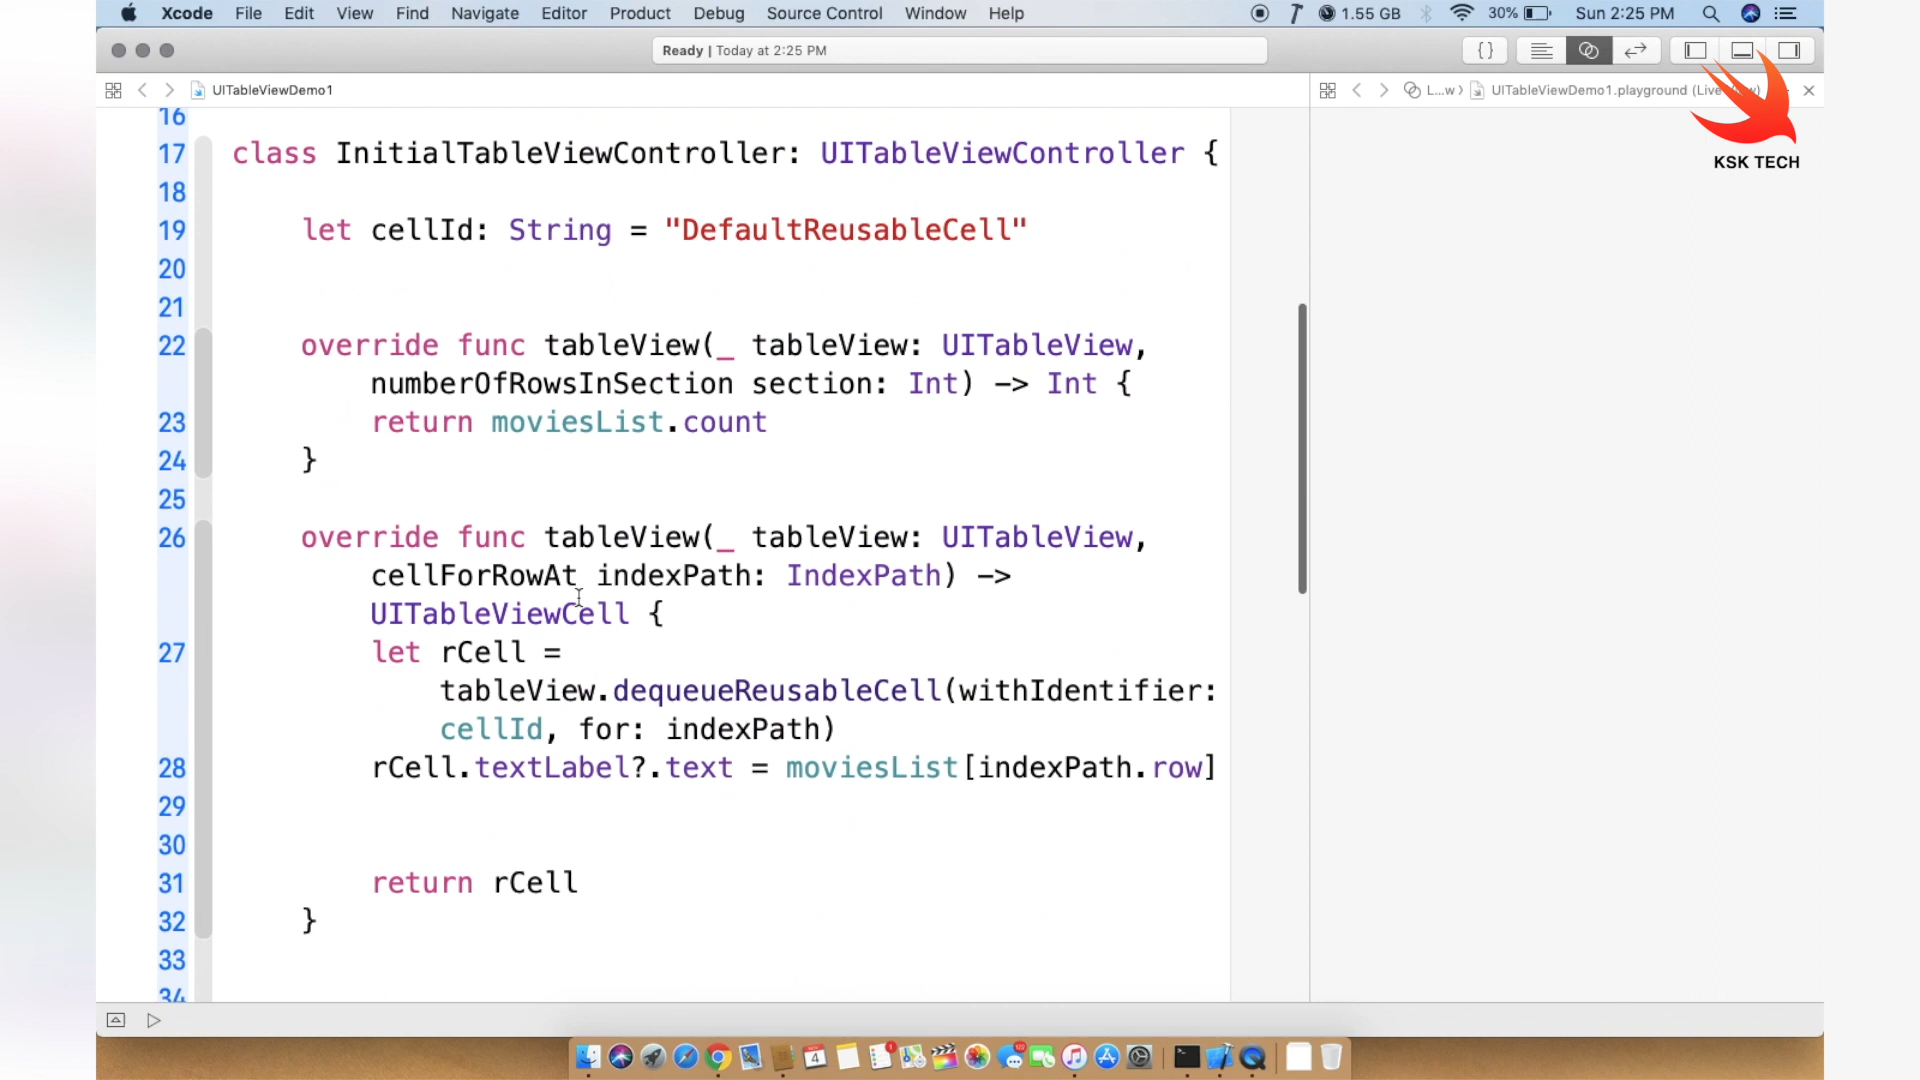 Xcode File Edit View Find Navigate Editor Product Debug Source Control Window Help 1.55 GB 30% Sun 2:25 PM
Ready | Today at 2:25 PM
UITableViewDemo1
L...w UITableViewDemo1.playground
KSK TECH
16
17 class InitialTableViewController: UITableViewController {
18
19 let cellId: String = "DefaultReusableCell"
20
21
22 override func tableView(_ tableView: UITableView,
numberOfRowsInSection section: Int) -> Int {
23 return moviesList.count
24 }
25
26 override func tableView(_ tableView: UITableView,
cellForRowAt indexPath: IndexPath) ->
UITableViewCell {
27 let rCell =
tableView.dequeueReusableCell(withIdentifier:
cellId, for: indexPath)
28 rCell.textLabel?.text = moviesList[indexPath.row]
29
30
31 return rCell
32 }
33
34
4